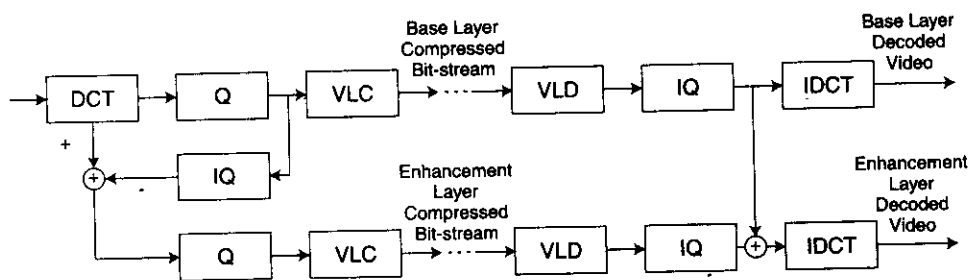 Base Layer
Compressed
Bit-stream
Base Layer
Decoded
Video
DCT
Q
VLC
VLD
IQ
IDCT
+
+
-
IQ
Enhancement
Layer
Compressed
Bit-stream
Enhancement
Layer
Decoded
Video
Q
VLC
VLD
IQ
+
IDCT